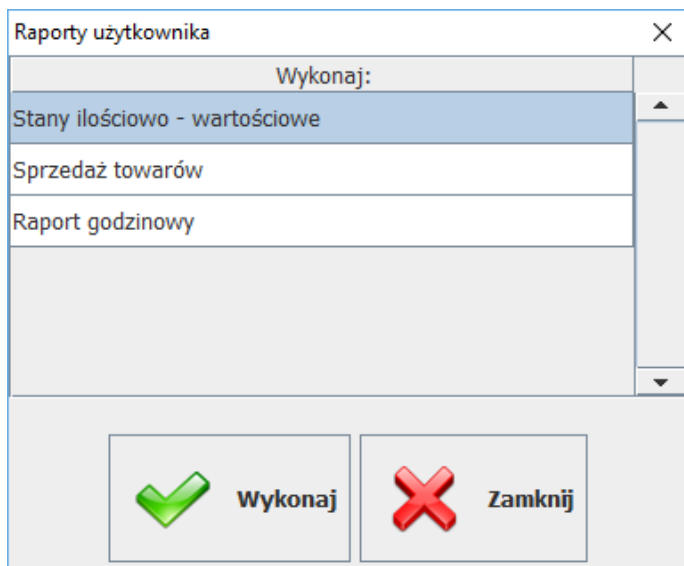 Raporty użytkownika
Wykonaj:
Stany ilościowo - wartościowe
Sprzedaż towarów
Raport godzinowy
Wykonaj
Zamknij